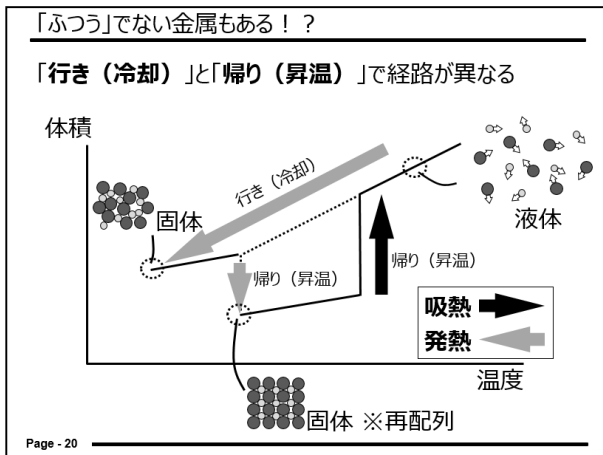 「ふつう」でない金属もある！？
「行き（冷却）」と「帰り（昇温）」で経路が異なる
体積
行き（冷却）
固体
液体
帰り（昇温）
帰り（昇温）
吸熱
発熱
温度
固体 ※再配列
Page - 20